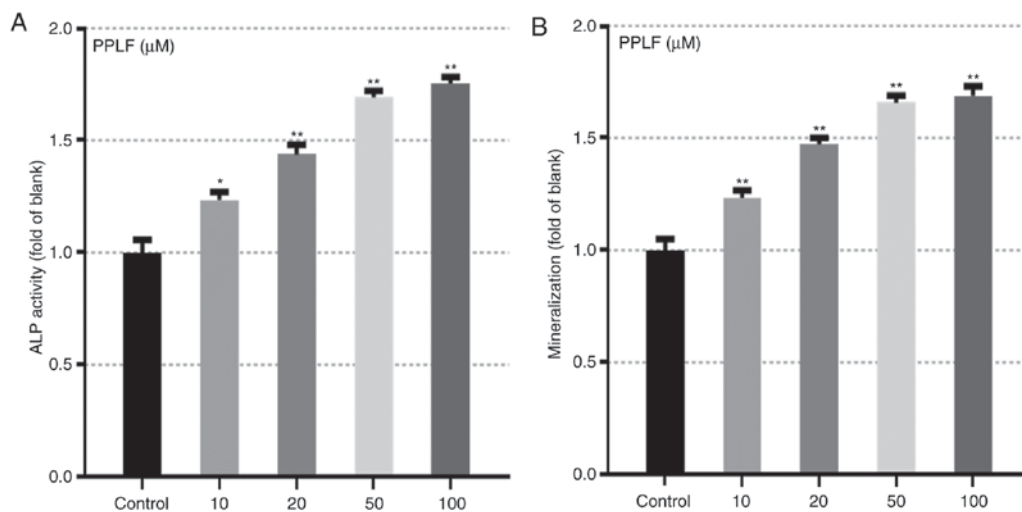 A
PPLF (μM)
ALP activity (fold of blank)
2.0
1.5
1.0
0.5
0.0
*
**
**
**
Control 10 20 50 100
B
PPLF (μM)
Mineralization (fold of blank)
2.0
1.5
1.0
0.5
0.0
**
**
**
**
Control 10 20 50 100